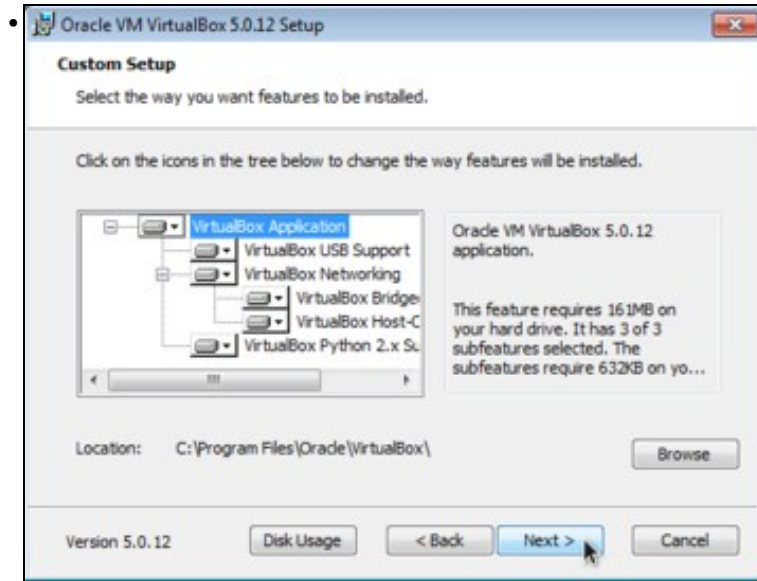 Oracle VM VirtualBox 5.0.12 Setup
Custom Setup
Select the way you want features to be installed.
Click on the icons in the tree below to change the way features will be installed.
VirtualBox Application
VirtualBox USB Support
VirtualBox Networking
VirtualBox Bridge
VirtualBox Host-C
VirtualBox Python 2.x Su
Oracle VM VirtualBox 5.0.12
application.
This feature requires 161MB on
your hard drive. It has 3 of 3
subfeatures selected. The
subfeatures require 632KB on yo...
Location: C:\Program Files\Oracle\VirtualBox\
Browse
Version 5.0.12 Disk Usage < Back Next > Cancel